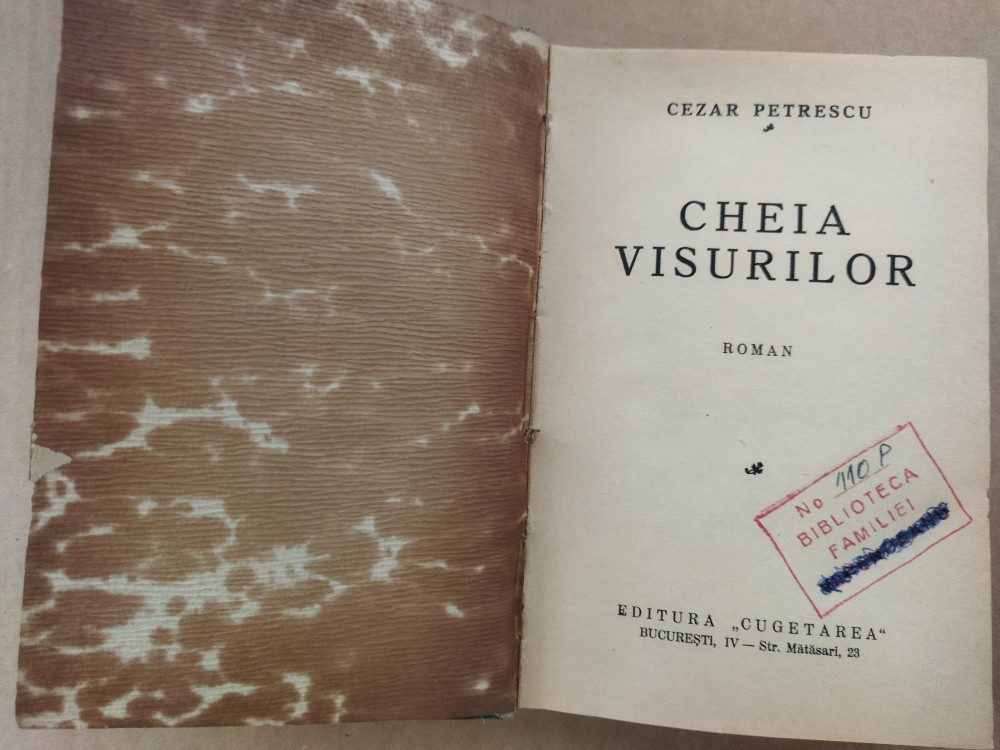 CEZAR PETRESCU
CHEIA
VISURILOR
ROMAN
No 110 P
BIBLIOTECA
FAMILIEI
EDITURA „CUGETAREA“
BUCUREŞTI, IV — Str. Mătăsari, 23